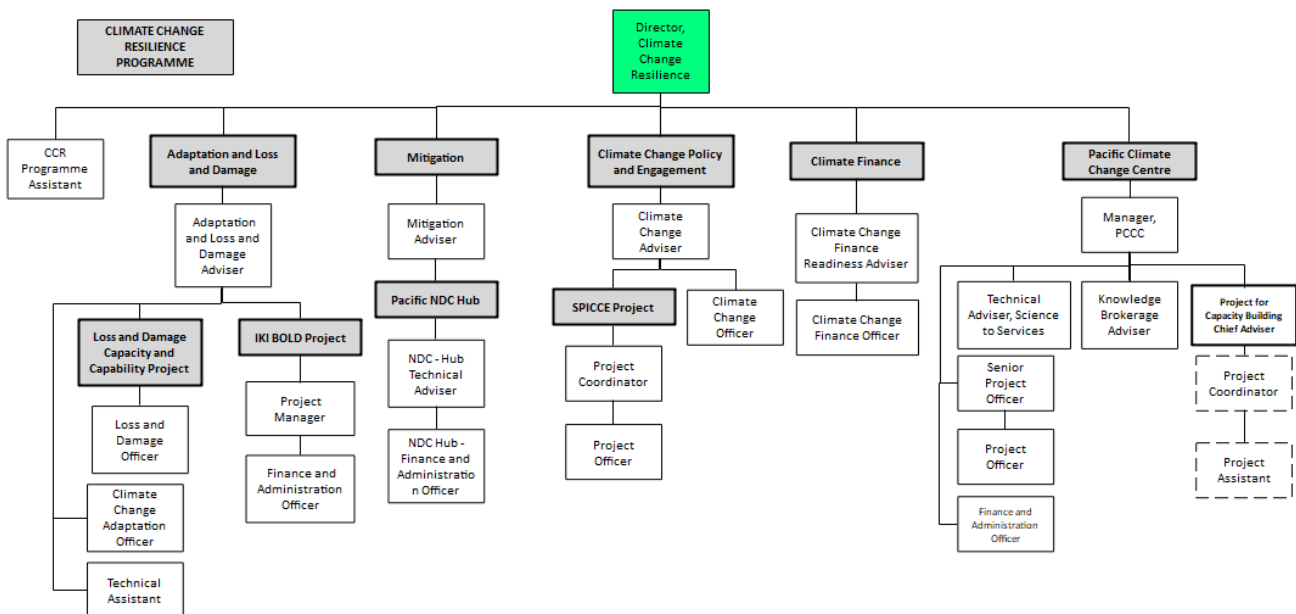 CLIMATE CHANGE
RESILIENCE
PROGRAMME
Director,
Climate
Change
Resilience
CCR
Programme
Assistant
Adaptation and Loss
and Damage
Adaptation
and Loss and
Damage
Adviser
Loss and Damage
Capacity and
Capability Project
Loss and
Damage
Officer
Climate
Change
Adaptation
Officer
Technical
Assistant
IKI BOLD Project
Project
Manager
Finance and
Administration
Officer
Mitigation
Mitigation
Adviser
Pacific NDC Hub
NDC - Hub
Technical
Adviser
NDC Hub -
Finance and
Administratio
n Officer
Climate Change Policy
and Engagement
Climate
Change
Adviser
SPICCE Project
Project
Coordinator
Project
Officer
Climate
Change
Officer
Climate Finance
Climate Change
Finance
Readiness Adviser
Climate Change
Finance Officer
Pacific Climate
Change Centre
Manager,
PCCC
Technical
Adviser, Science
to Services
Senior
Project
Officer
Project
Officer
Finance and
Administration
Officer
Knowledge
Brokerage
Adviser
Project for
Capacity Building
Chief Adviser
Project
Coordinator
Project
Assistant